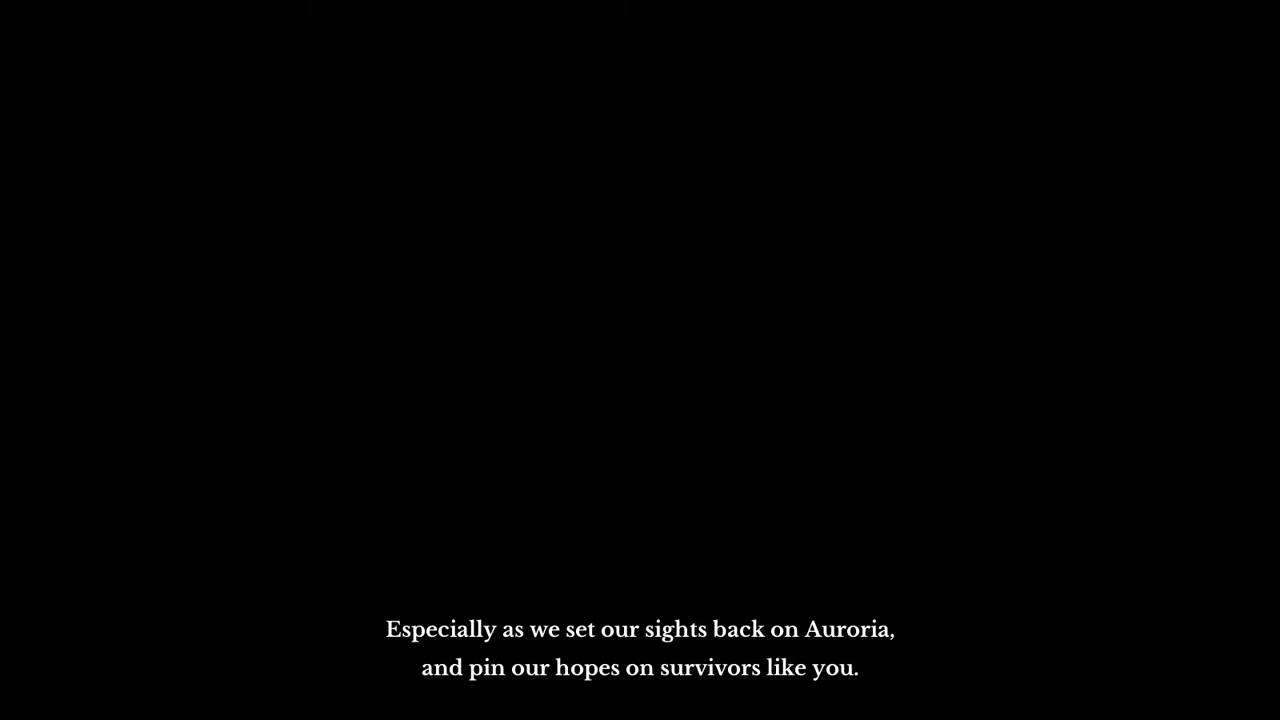 Especially as we set our sights back on Auroria,
and pin our hopes on survivors like you.